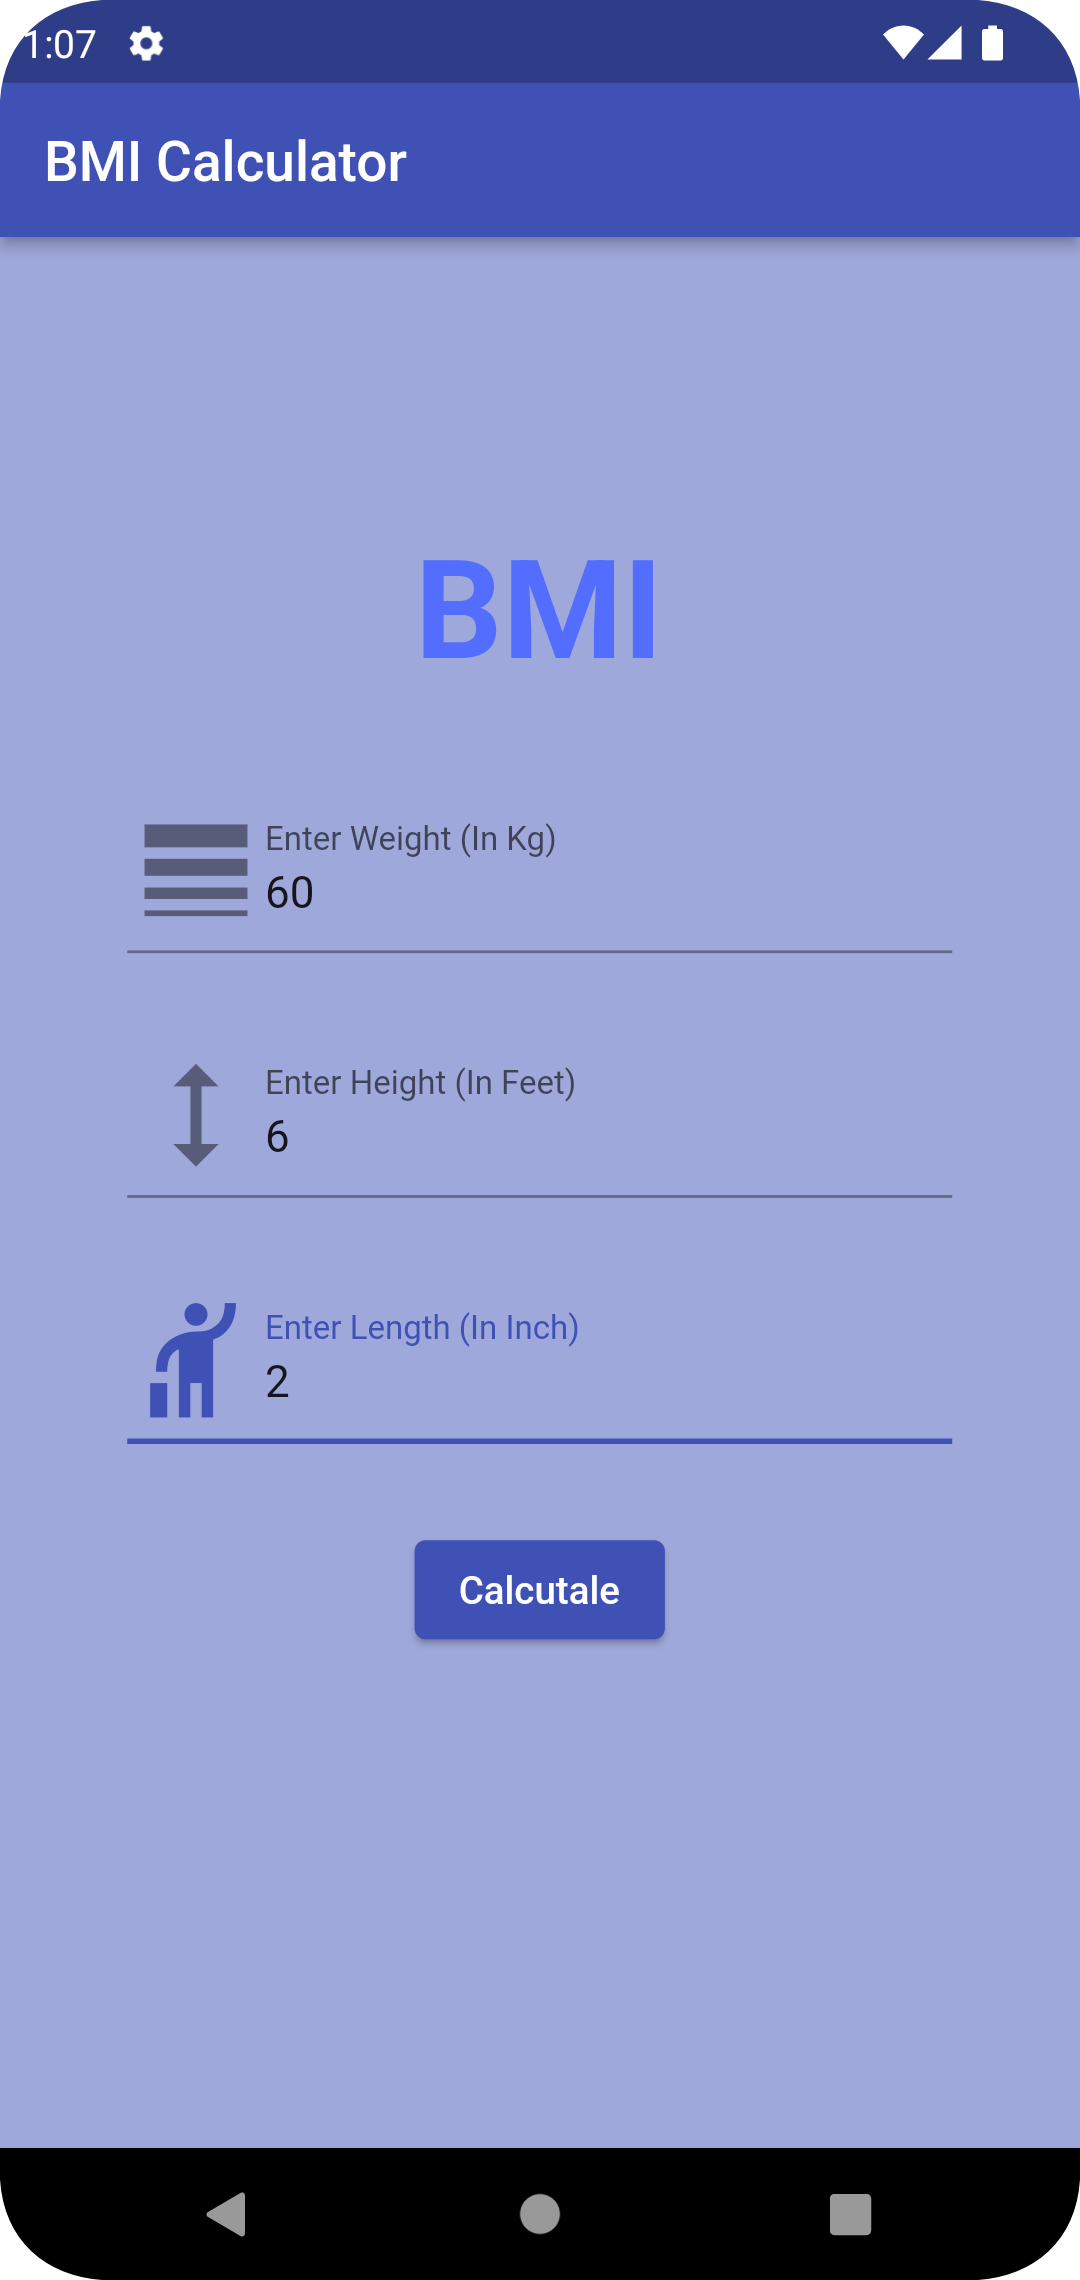 1:07
BMI Calculator
BMI
Enter Weight (In Kg)
60
Enter Height (In Feet)
6
Enter Length (In Inch)
2
Calcutale